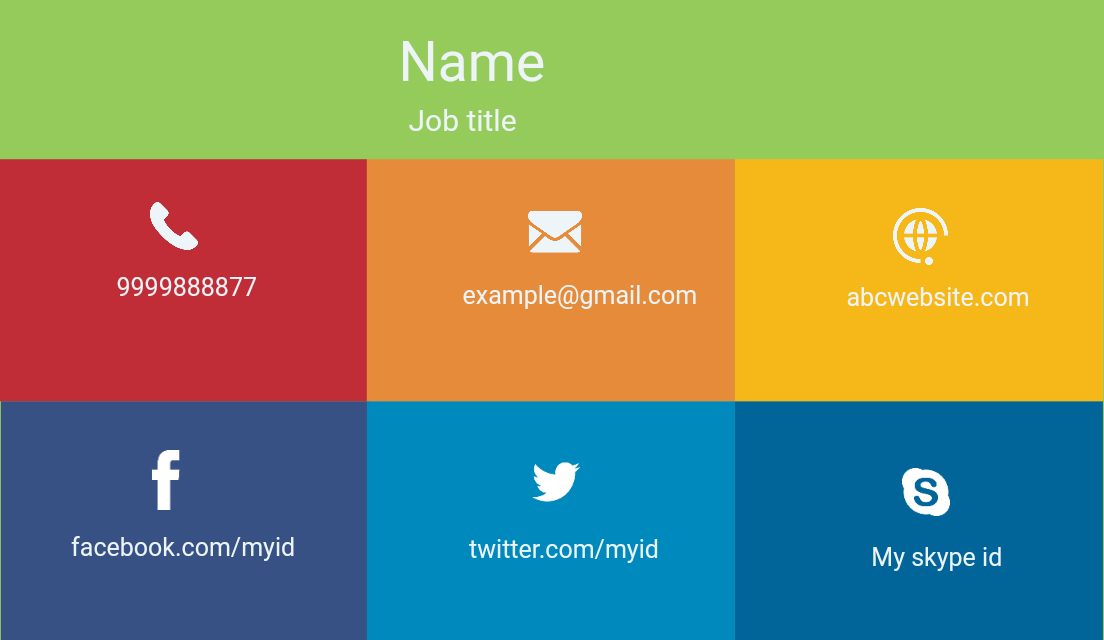 Name
Job title
9999888877
example@gmail.com
abcwebsite.com
facebook.com/myid
twitter.com/myid
My skype id